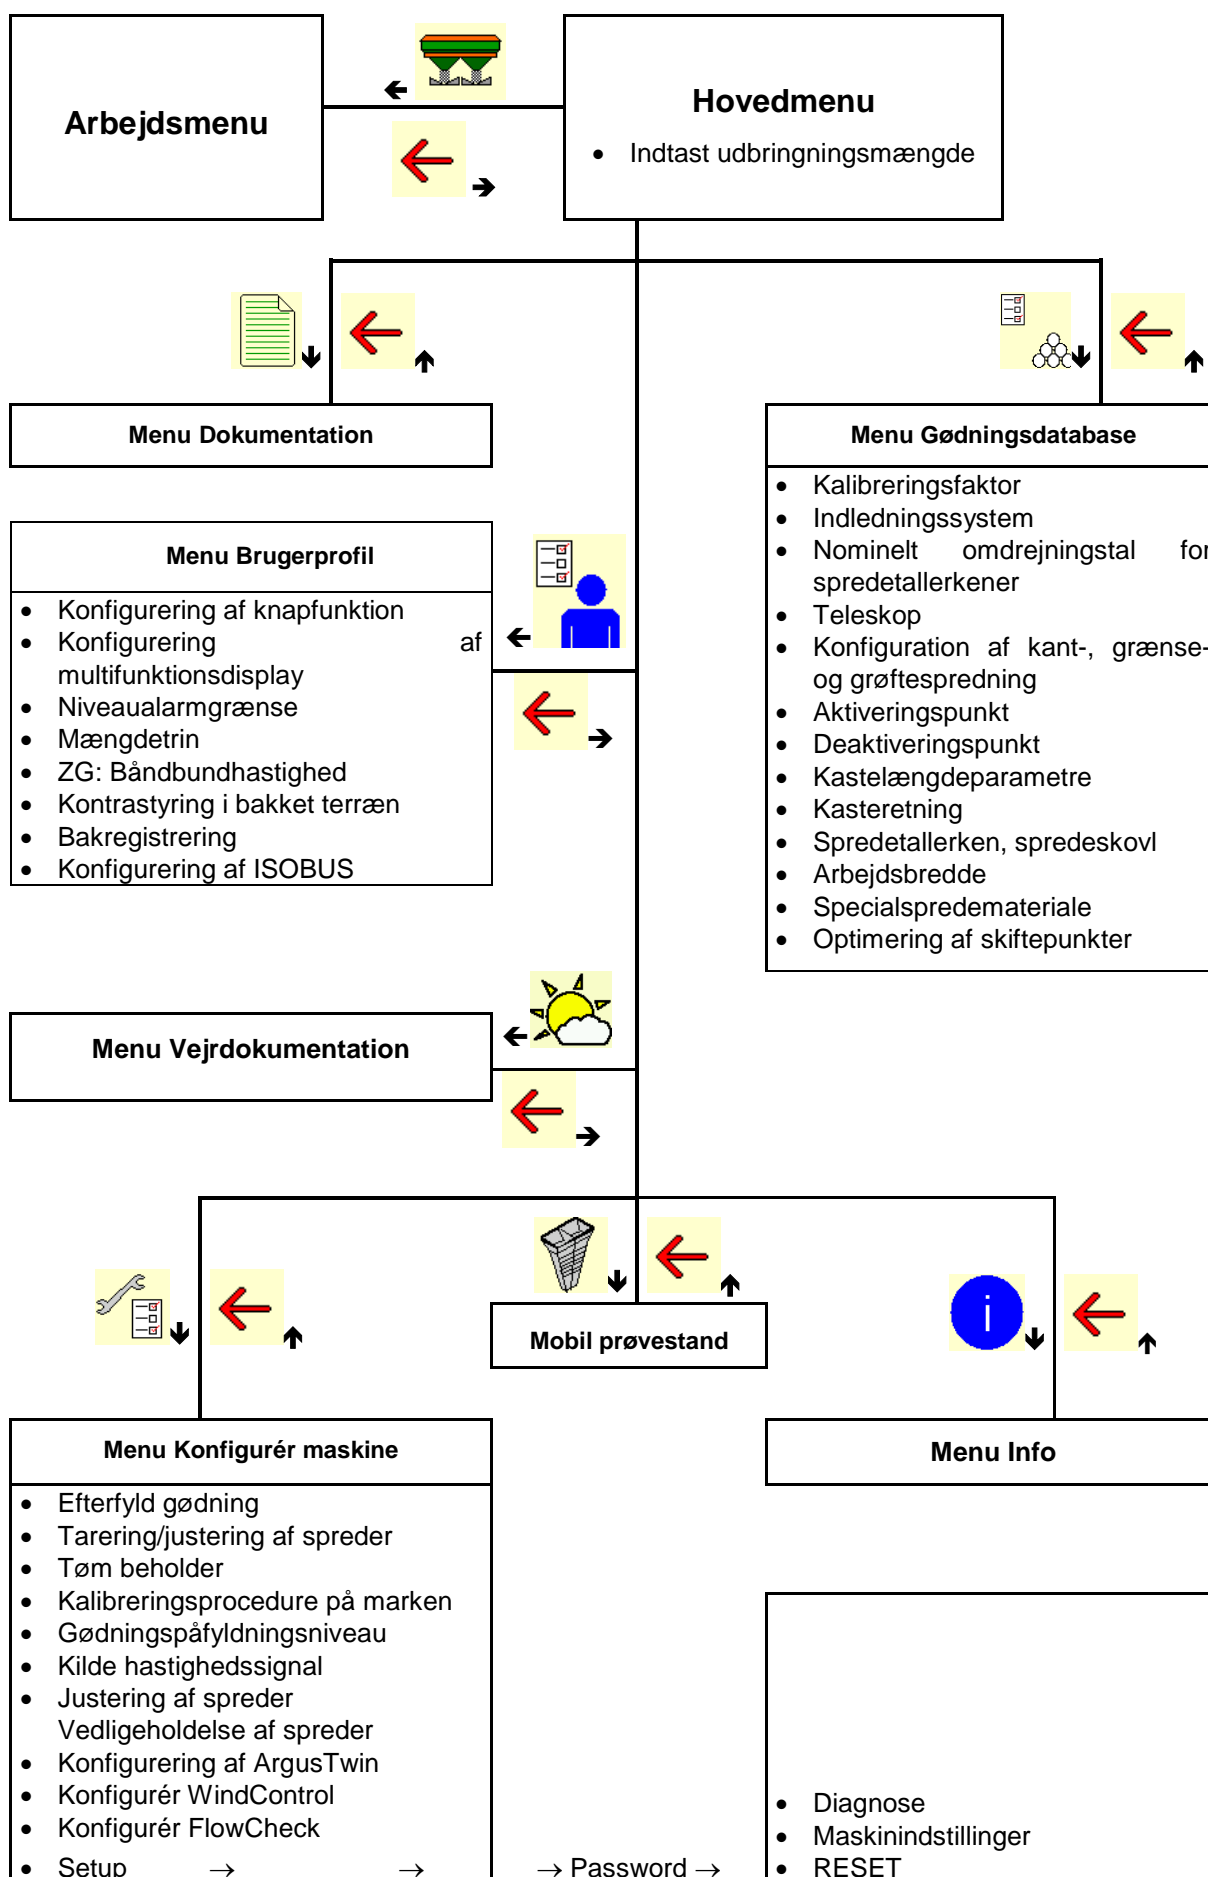 Arbejdsmenu
Hovedmenu
• Indtast udbringningsmængde
Menu Dokumentation
Menu Gødningsdatabase
• Kalibreringsfaktor
• Indledningssystem
• Nominelt omdrejningstal for
spredetallerkener
• Teleskop
• Konfiguration af kant-, grænse-
og grøftespredning
• Aktiveringspunkt
• Deaktiveringspunkt
• Kastelængdeparametre
• Kasteretning
• Spredetallerken, spredeskovl
• Arbejdsbredde
• Specialspredemateriale
• Optimering af skiftepunkter
Menu Brugerprofil
• Konfigurering af knapfunktion
• Konfigurering af
multifunktionsdisplay
• Niveaualarmgrænse
• Mængdetrin
• ZG: Båndbundhastighed
• Kontrastyring i bakket terræn
• Bakregistrering
• Konfigurering af ISOBUS
Menu Vejrdokumentation
Mobil prøvestand
i
Menu Konfigurér maskine
• Efterfyld gødning
• Tarering/justering af spreder
• Tøm beholder
• Kalibreringsprocedure på marken
• Gødningspåfyldningsniveau
• Kilde hastighedssignal
• Justering af spreder
Vedligeholdelse af spreder
• Konfigurering af ArgusTwin
• Konfigurér WindControl
• Konfigurér FlowCheck
• Setup → → → Password →
Menu Info
• Diagnose
• Maskinindstillinger
• RESET